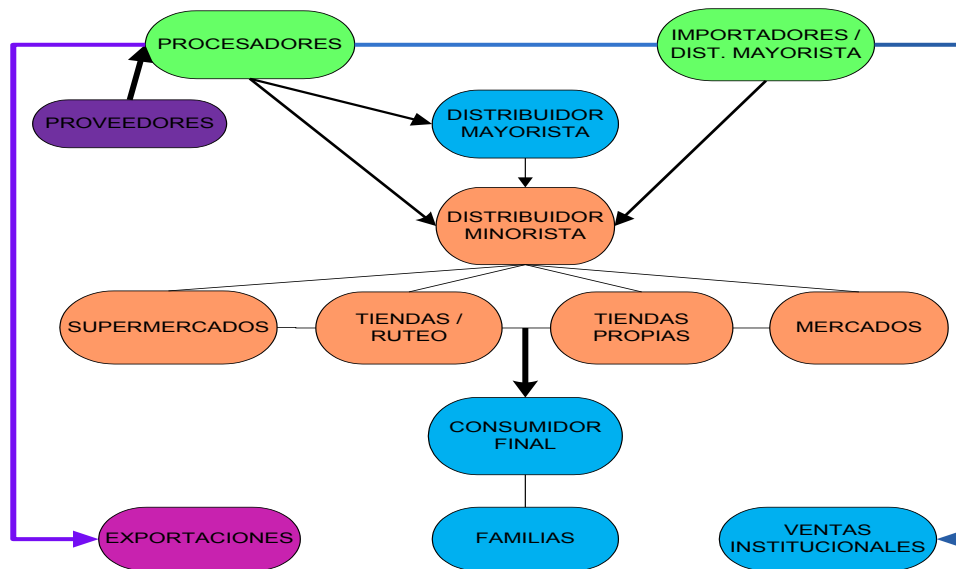 PROCESADORES
IMPORTADORES /
DIST. MAYORISTA
PROVEEDORES
DISTRIBUIDOR
MAYORISTA
DISTRIBUIDOR
MINORISTA
SUPERMERCADOS
TIENDAS /
RUTEO
TIENDAS
PROPIAS
MERCADOS
CONSUMIDOR
FINAL
EXPORTACIONES
FAMILIAS
VENTAS
INSTITUCIONALES